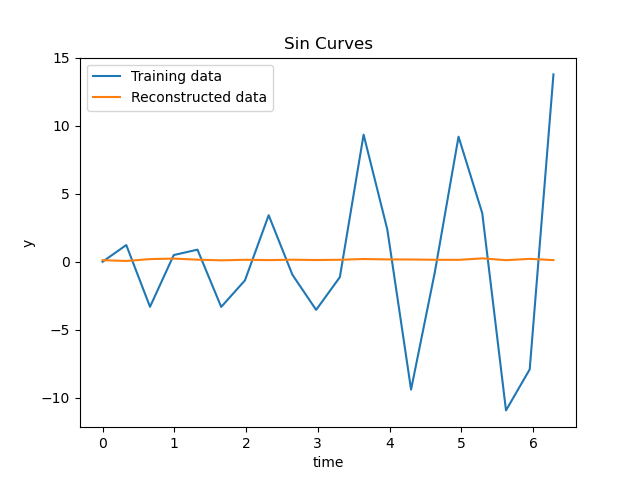 Sin Curves
Training data
Reconstructed data
15
10
5
0
−5
−10
y
0 1 2 3 4 5 6
time